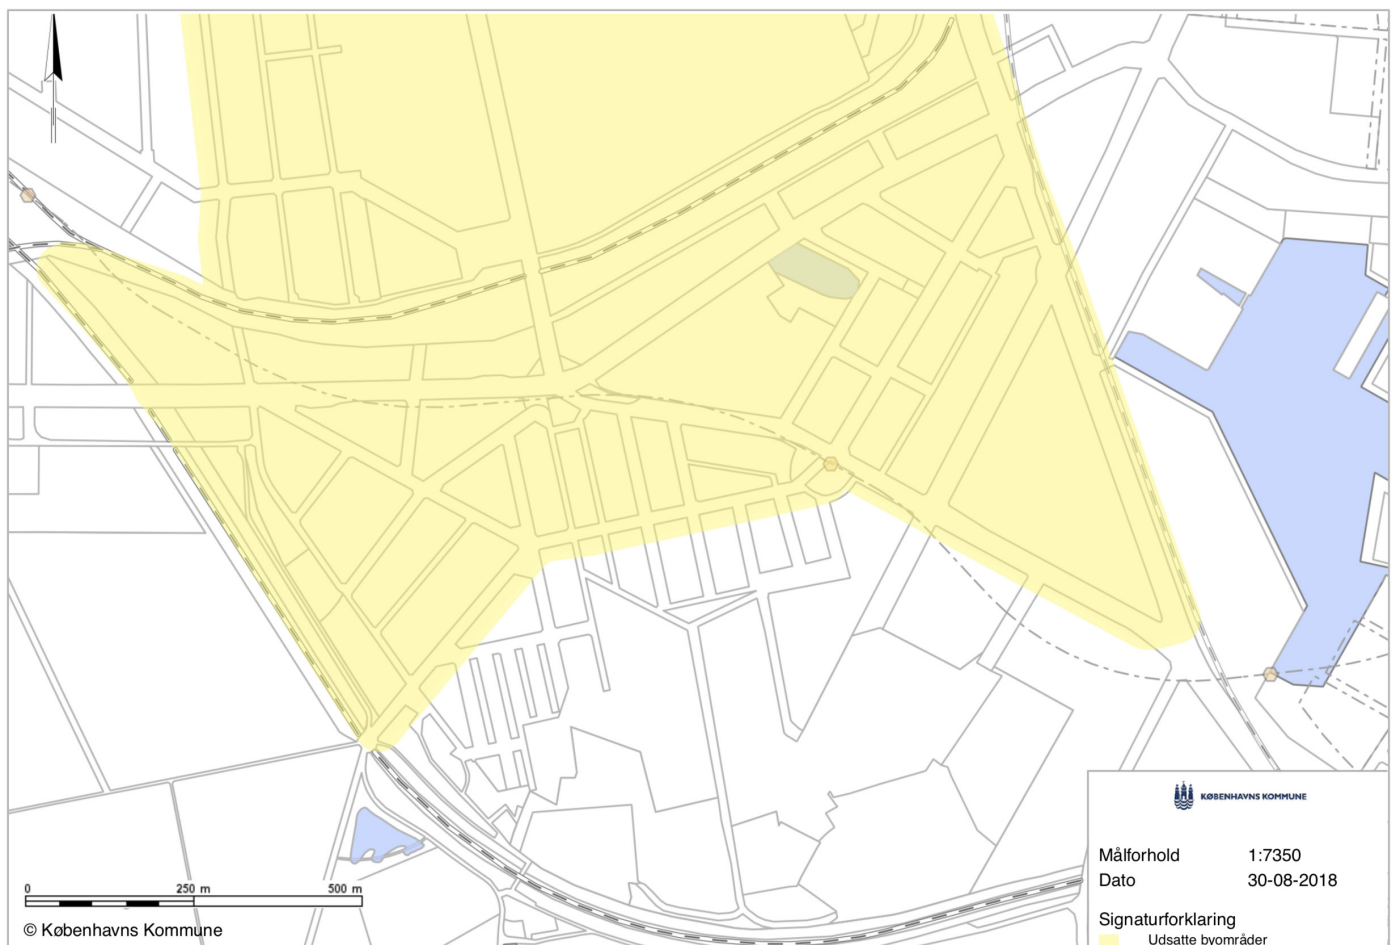 KØBENHAVNS KOMMUNE
Målforhold 1:7350
Dato 30-08-2018
Signaturforklaring
Udsatte byområder
0 250 m 500 m
© Københavns Kommune